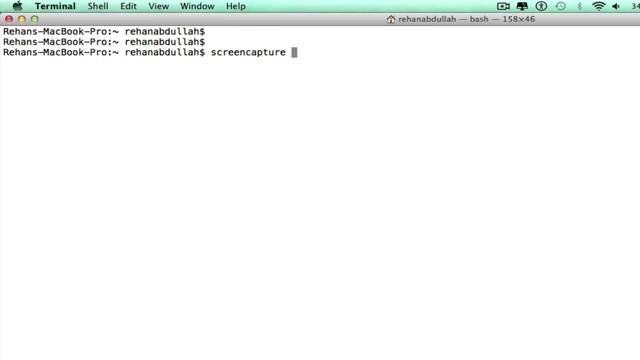 Terminal Shell Edit View Window Help 34
rehanabdullah — bash — 158×46
Rehans-MacBook-Pro:~ rehanabdullah$
Rehans-MacBook-Pro:~ rehanabdullah$
Rehans-MacBook-Pro:~ rehanabdullah$ screencapture